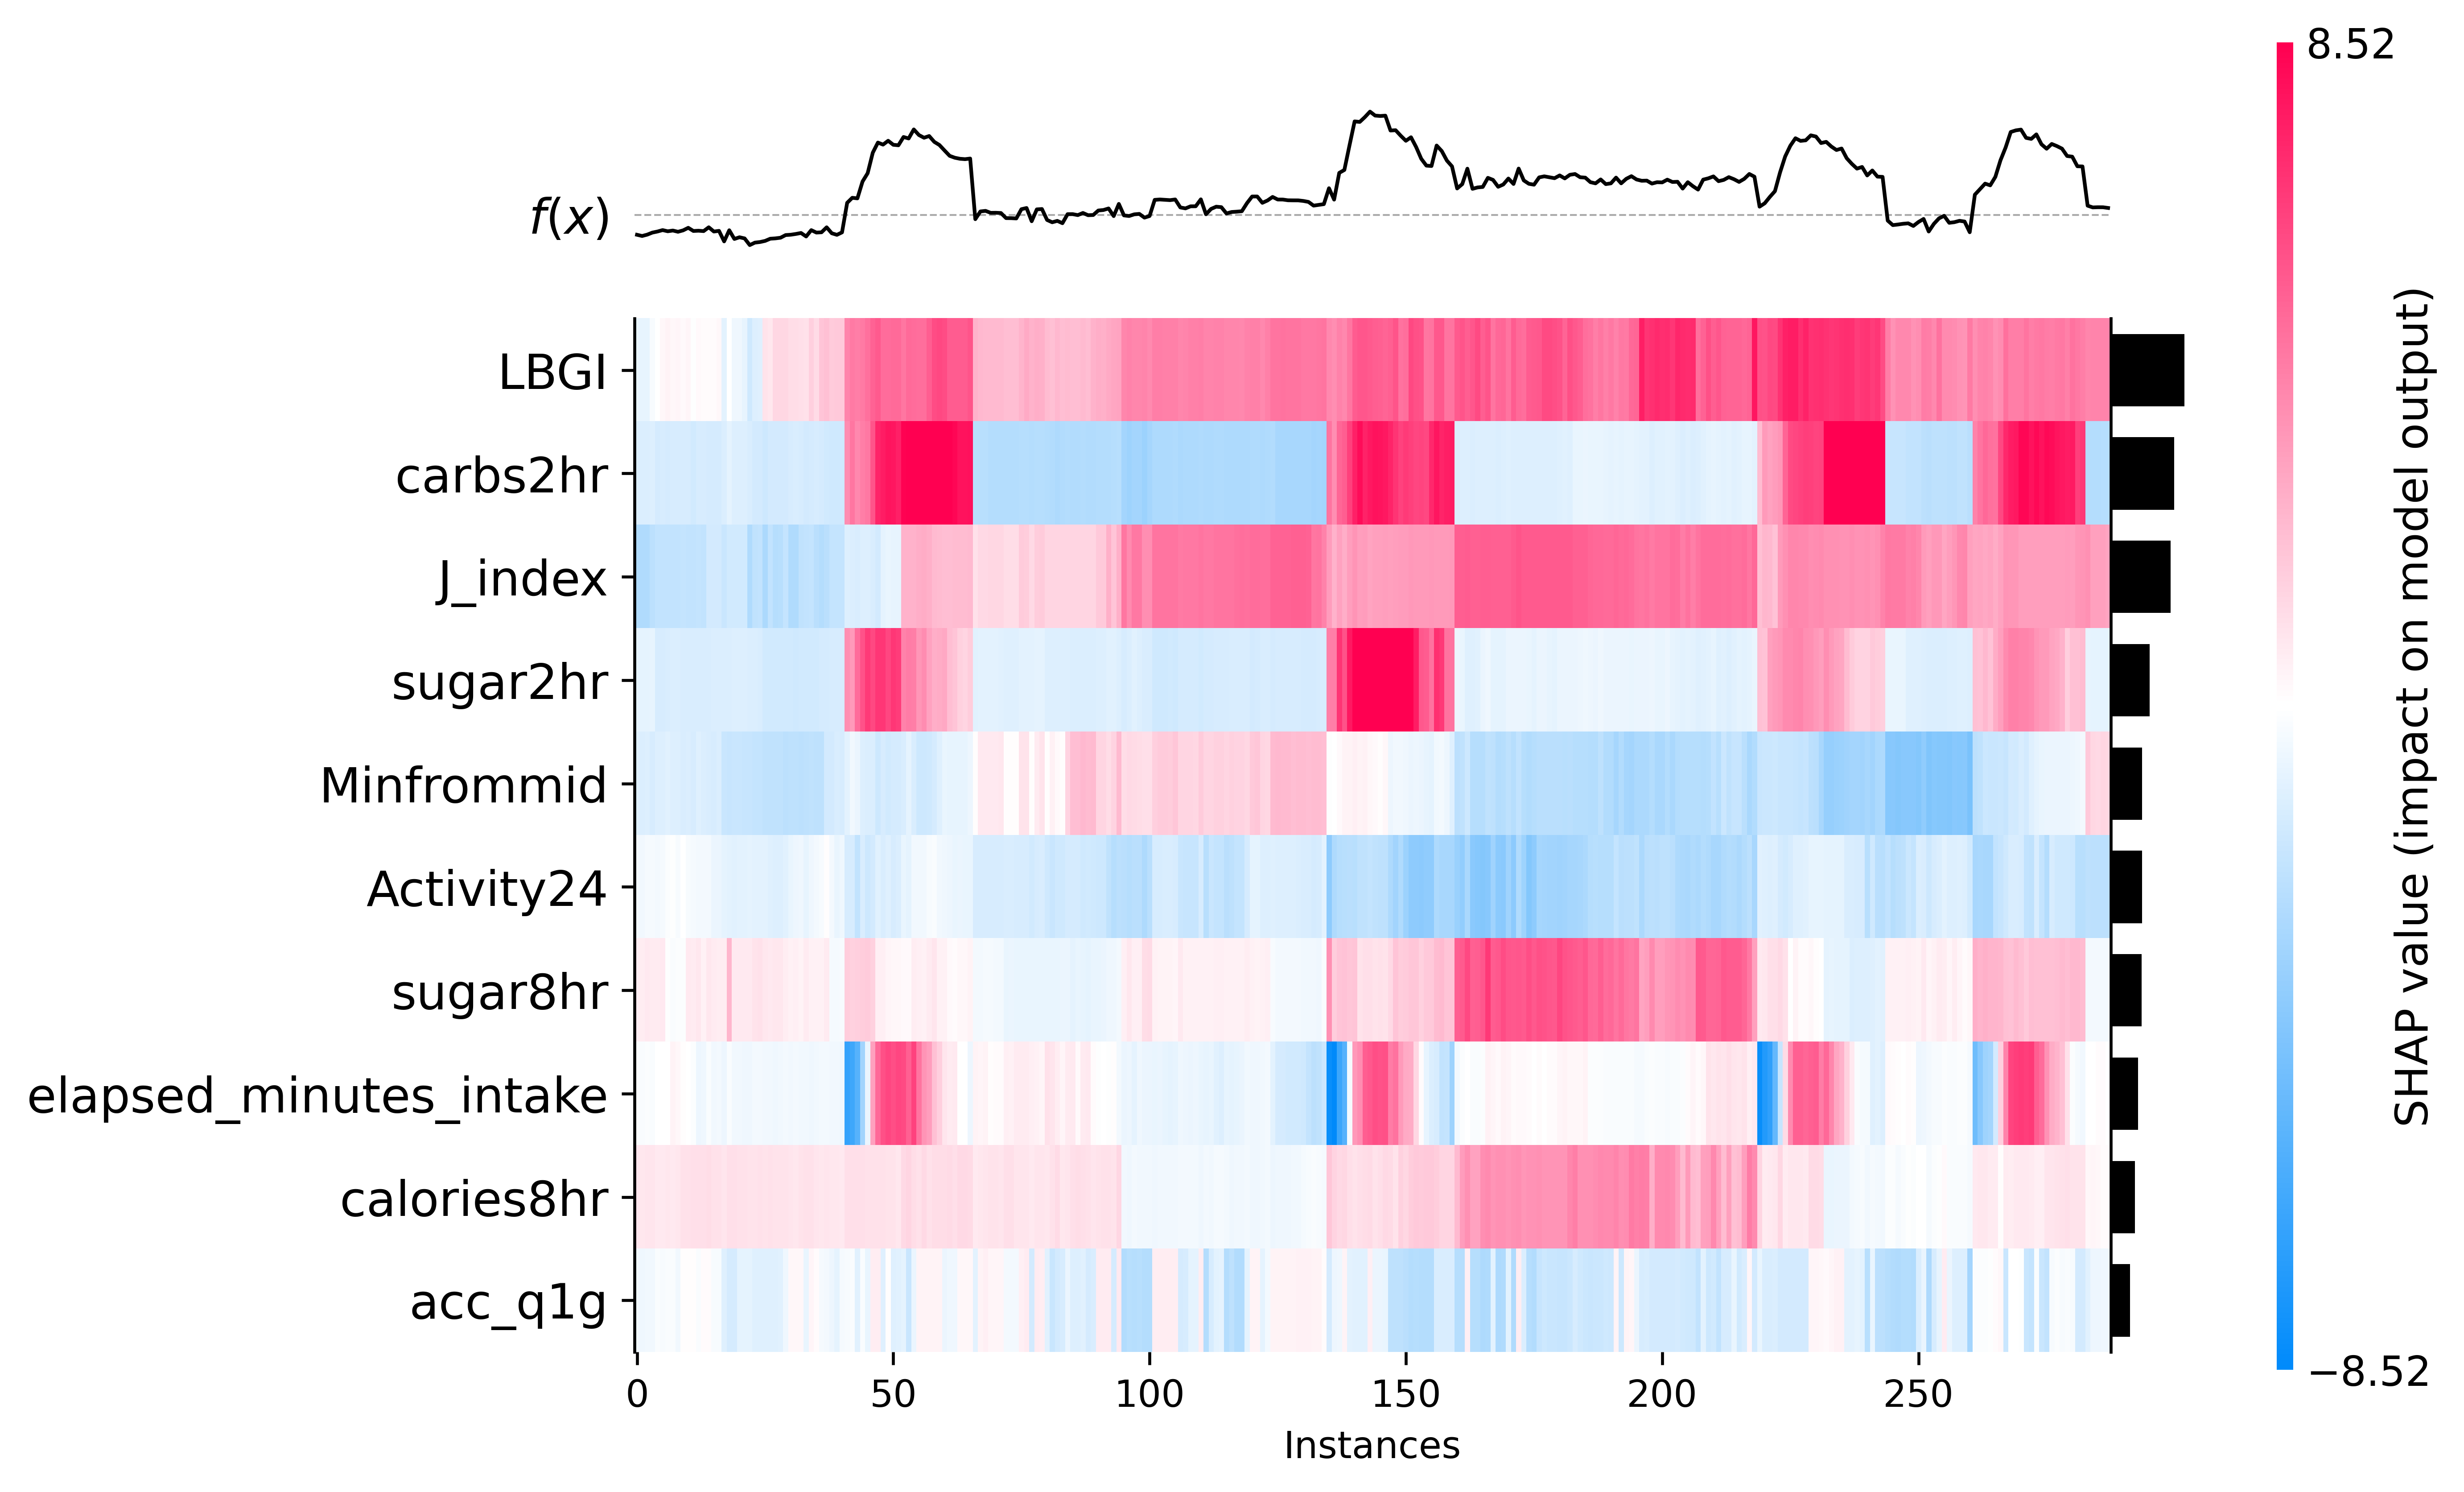 8.52
f(x)
LBGI
carbs2hr
J_index
sugar2hr
Minfrommid
Activity24
sugar8hr
elapsed_minutes_intake
calories8hr
acc_q1g
0 50 100 150 200 250
Instances
SHAP value (impact on model output)
−8.52